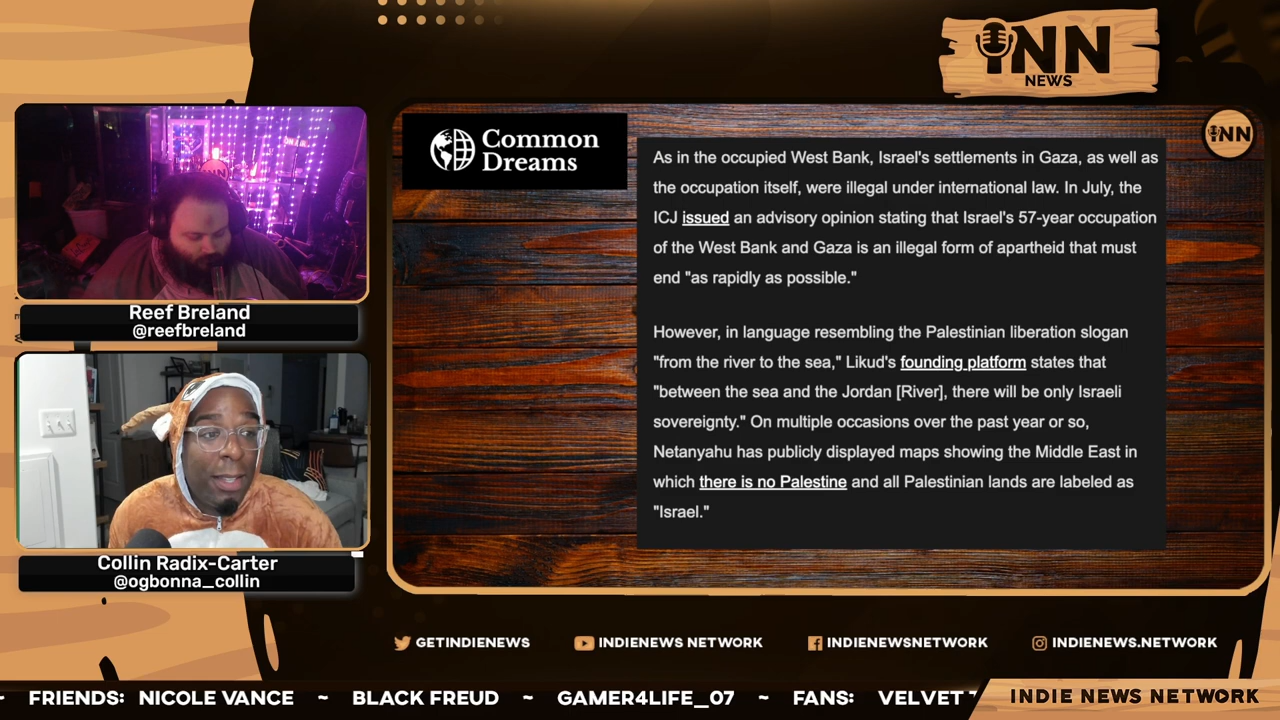 INN
NEWS
Common
Dreams
INN
As in the occupied West Bank, Israel's settlements in Gaza, as well as
the occupation itself, were illegal under international law. In July, the
ICJ issued an advisory opinion stating that Israel's 57-year occupation
of the West Bank and Gaza is an illegal form of apartheid that must
end "as rapidly as possible."
However, in language resembling the Palestinian liberation slogan
"from the river to the sea," Likud's founding platform states that
"between the sea and the Jordan [River], there will be only Israeli
sovereignty." On multiple occasions over the past year or so,
Netanyahu has publicly displayed maps showing the Middle East in
which there is no Palestine and all Palestinian lands are labeled as
"Israel."
Reef Breland
@reefbreland
Collin Radix-Carter
@ogbonna_collin
GETINDIENEWS
INDIENEWS NETWORK
INDIENEWSNETWORK
INDIENEWS.NETWORK
FRIENDS: NICOLE VANCE ~ BLACK FREUD ~ GAMER4LIFE_07 ~ FANS: VELVET
INDIE NEWS NETWORK